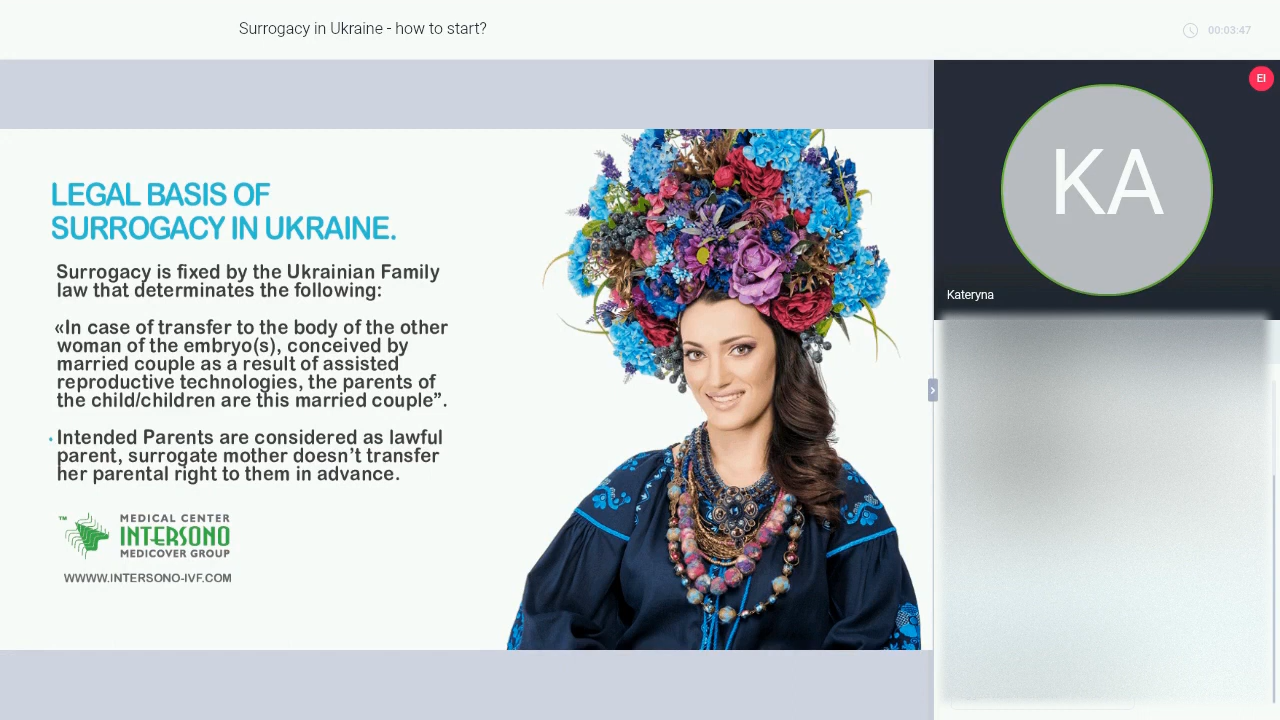 Surrogacy in Ukraine - how to start?
00:03:47
LEGAL BASIS OF
SURROGACY IN UKRAINE.
Surrogacy is fixed by the Ukrainian Family
law that determinates the following:
«In case of transfer to the body of the other
woman of the embryo(s), conceived by
married couple as a result of assisted
reproductive technologies, the parents of
the child/children are this married couple”.
Intended Parents are considered as lawful
parent, surrogate mother doesn’t transfer
her parental right to them in advance.
™
MEDICAL CENTER
INTERSONO
MEDICOVER GROUP
WWWW.INTERSONO-IVF.COM
EI
KA
Kateryna